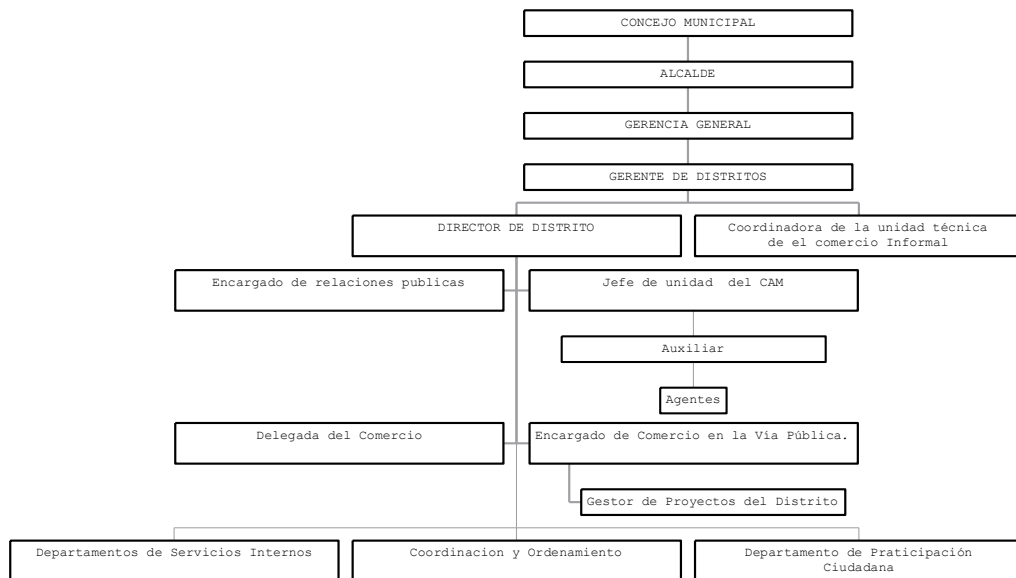 CONCEJO MUNICIPAL
ALCALDE
GERENCIA GENERAL
GERENTE DE DISTRITOS
DIRECTOR DE DISTRITO
Coordinadora de la unidad técnica
de el comercio Informal
Encargado de relaciones publicas
Jefe de unidad del CAM
Auxiliar
Agentes
Delegada del Comercio
Encargado de Comercio en la Vía Pública.
Gestor de Proyectos del Distrito
Departamentos de Servicios Internos
Coordinacion y Ordenamiento
Departamento de Praticipación
Ciudadana